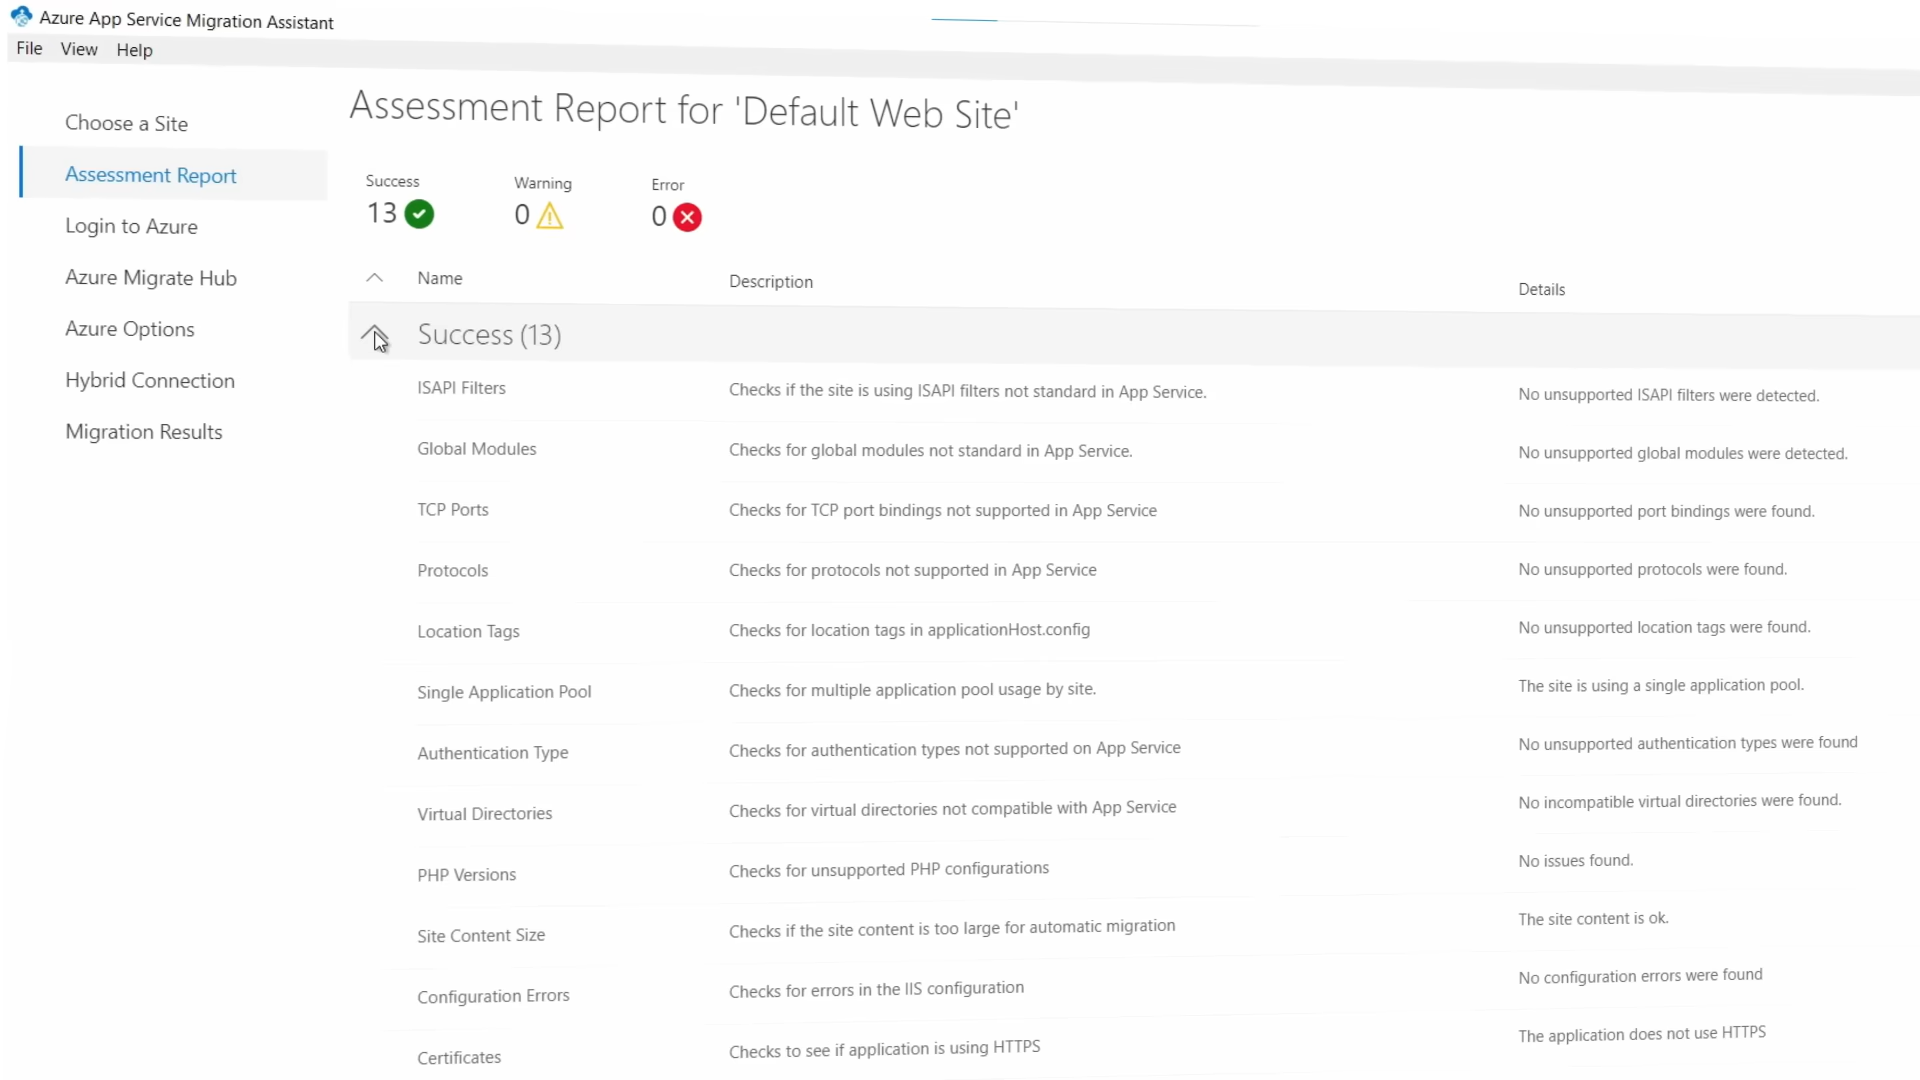 Azure App Service Migration Assistant
File View Help
Choose a Site
Assessment Report
Login to Azure
Azure Migrate Hub
Azure Options
Hybrid Connection
Migration Results
Assessment Report for 'Default Web Site'
Success Warning Error
13 0 0
Name Description Details
Success (13)
ISAPI Filters Checks if the site is using ISAPI filters not standard in App Service. No unsupported ISAPI filters were detected.
Global Modules Checks for global modules not standard in App Service. No unsupported global modules were detected.
TCP Ports Checks for TCP port bindings not supported in App Service No unsupported port bindings were found.
Protocols Checks for protocols not supported in App Service No unsupported protocols were found.
Location Tags Checks for location tags in applicationHost.config No unsupported location tags were found.
Single Application Pool Checks for multiple application pool usage by site. The site is using a single application pool.
Authentication Type Checks for authentication types not supported on App Service No unsupported authentication types were found
Virtual Directories Checks for virtual directories not compatible with App Service No incompatible virtual directories were found.
PHP Versions Checks for unsupported PHP configurations No issues found.
Site Content Size Checks if the site content is too large for automatic migration The site content is ok.
Configuration Errors Checks for errors in the IIS configuration No configuration errors were found
Certificates Checks to see if application is using HTTPS The application does not use HTTPS